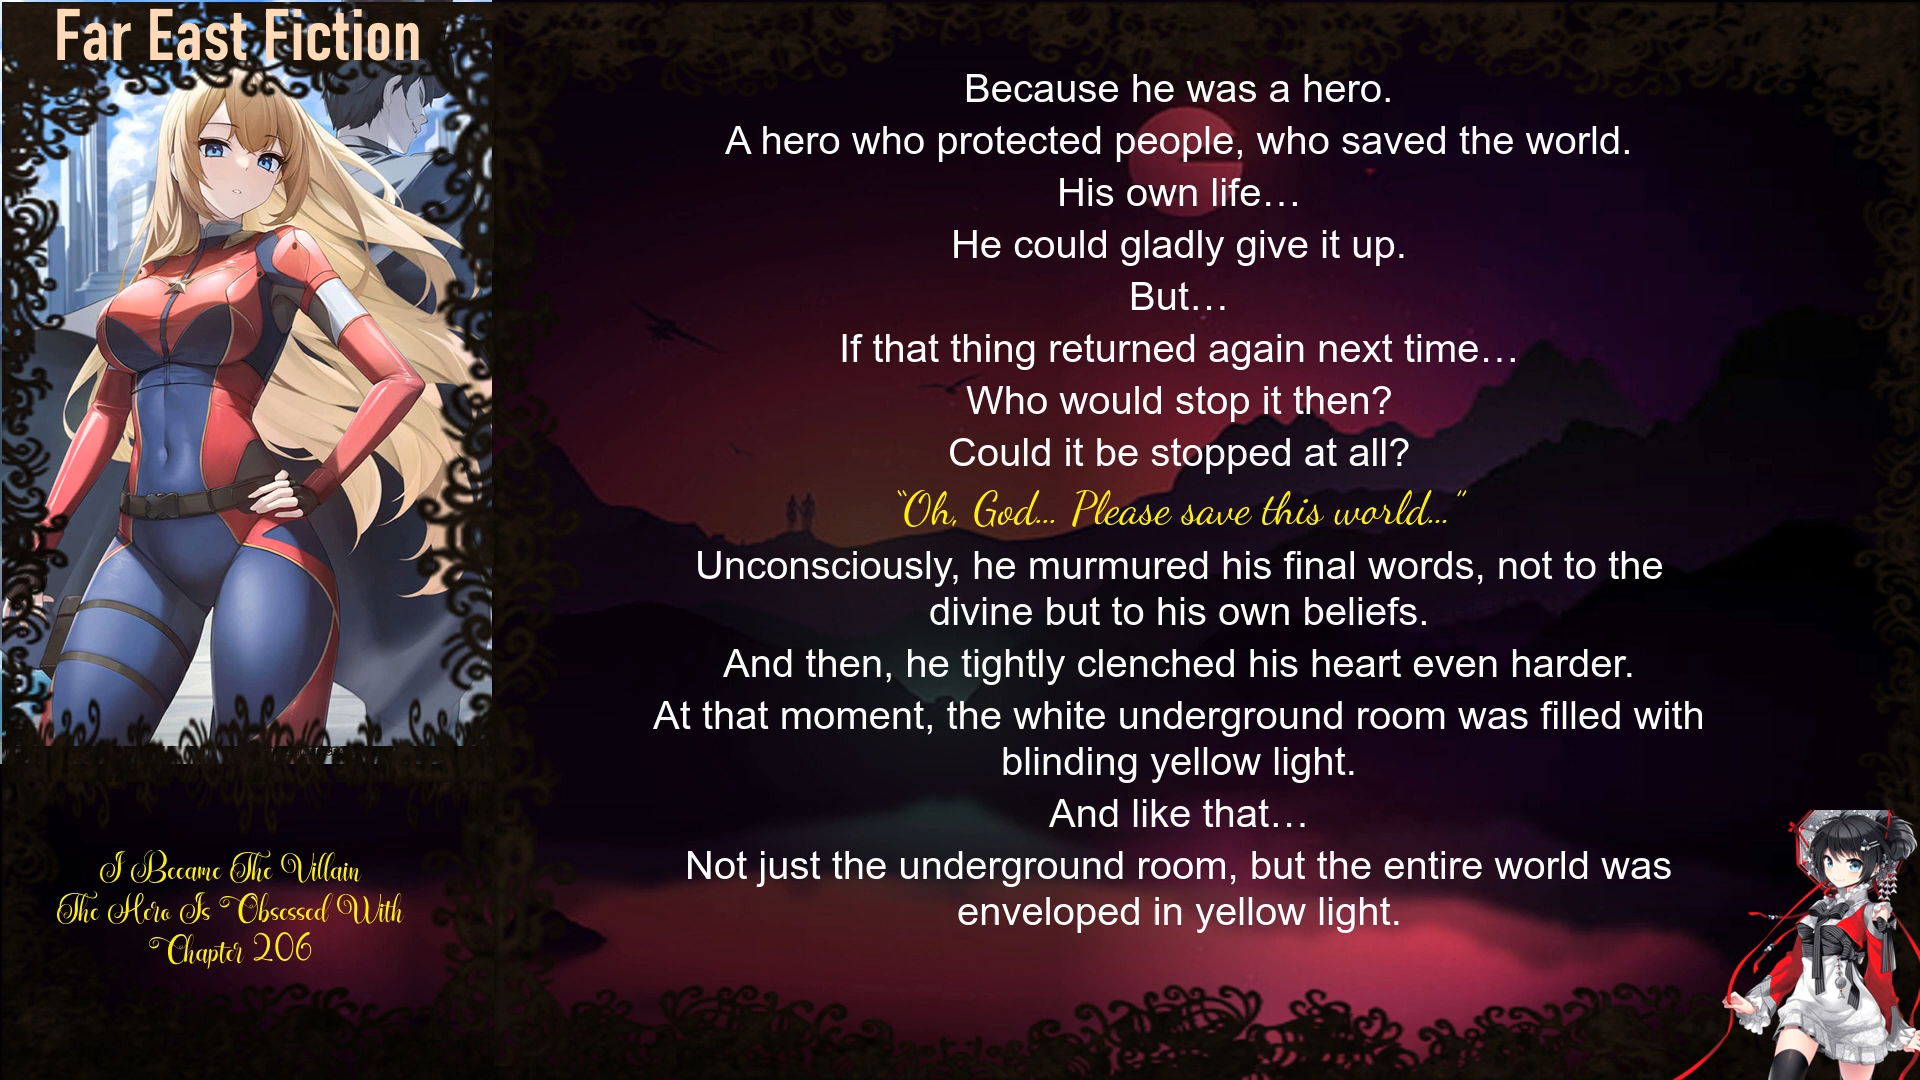 Far East Fiction
Because he was a hero.
A hero who protected people, who saved the world.
His own life…
He could gladly give it up.
But…
If that thing returned again next time…
Who would stop it then?
Could it be stopped at all?
“Oh, God… Please save this world…”
Unconsciously, he murmured his final words, not to the
divine but to his own beliefs.
And then, he tightly clenched his heart even harder.
At that moment, the white underground room was filled with
blinding yellow light.
And like that…
Not just the underground room, but the entire world was
enveloped in yellow light.
I Became The Villain
The Hero Is Obsessed With
Chapter 206